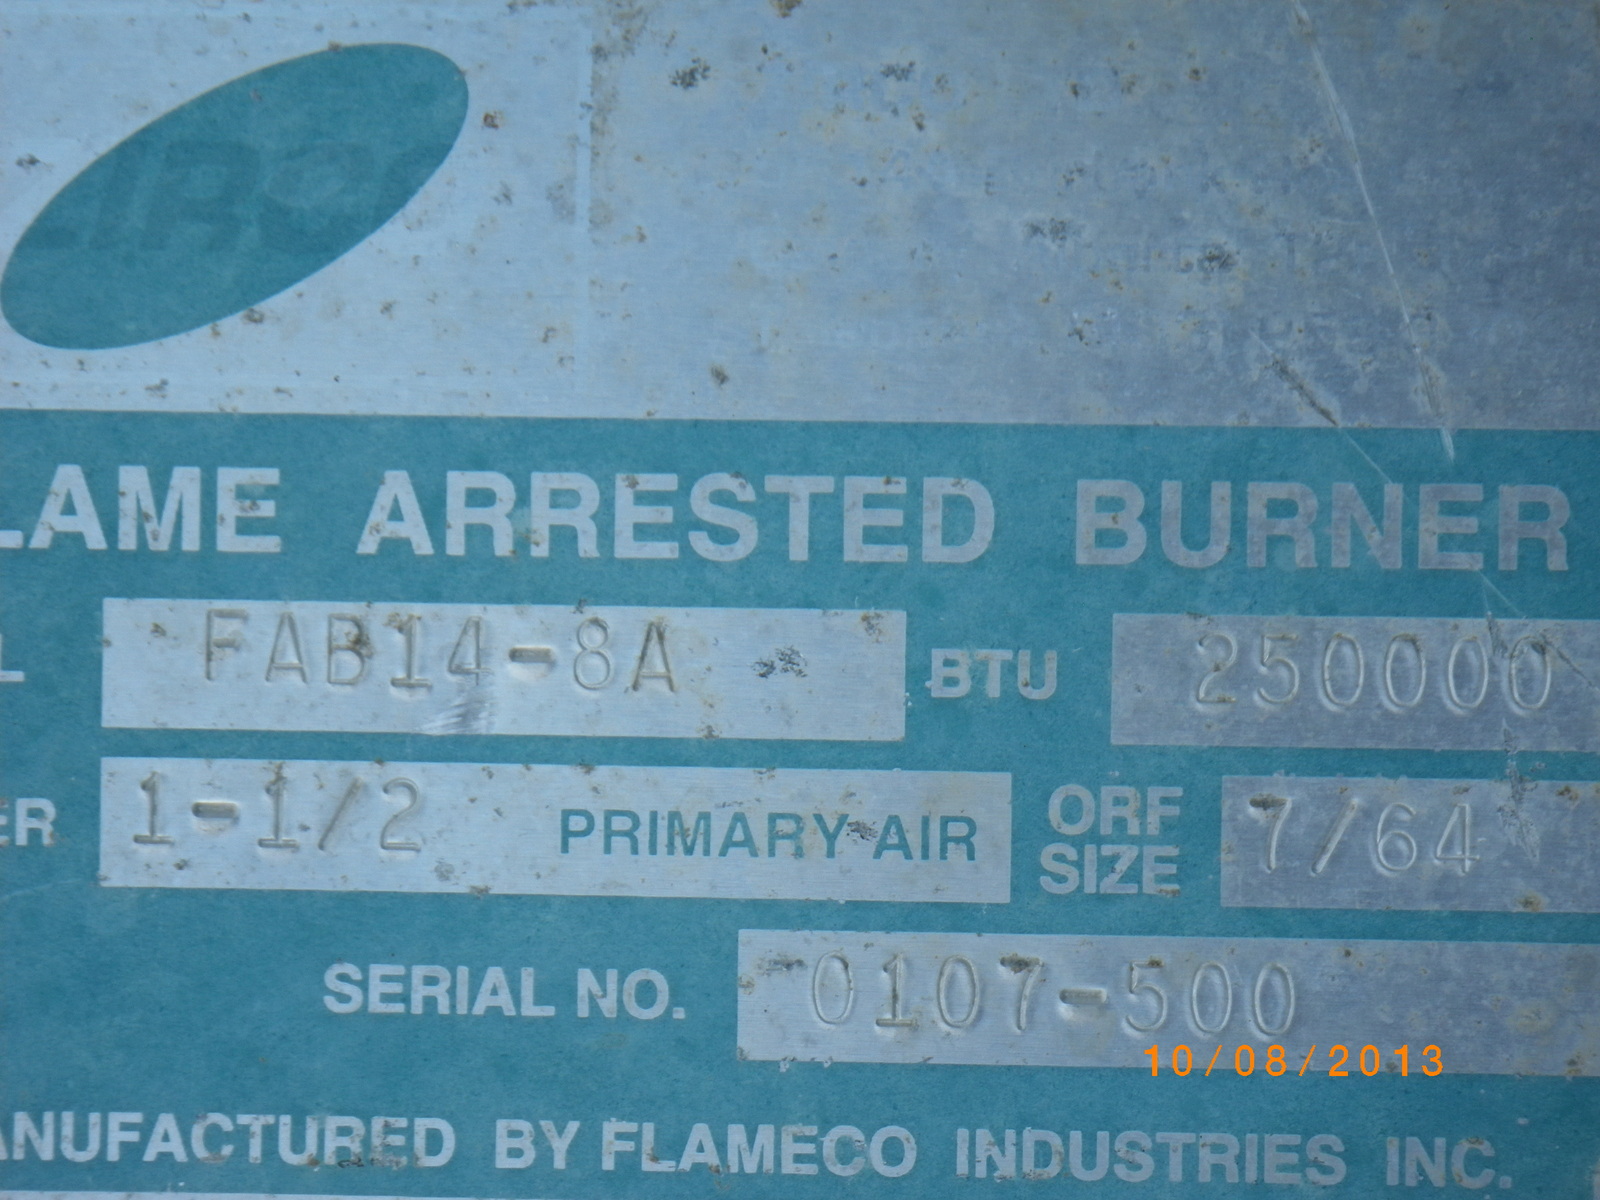 LAME ARRESTED BURNER
L FAB14-8A BTU 250000
ER 1-1/2 PRIMARY AIR ORF SIZE 7/64
SERIAL NO. 0107-500
10/08/2013
ANUFACTURED BY FLAMECO INDUSTRIES INC.